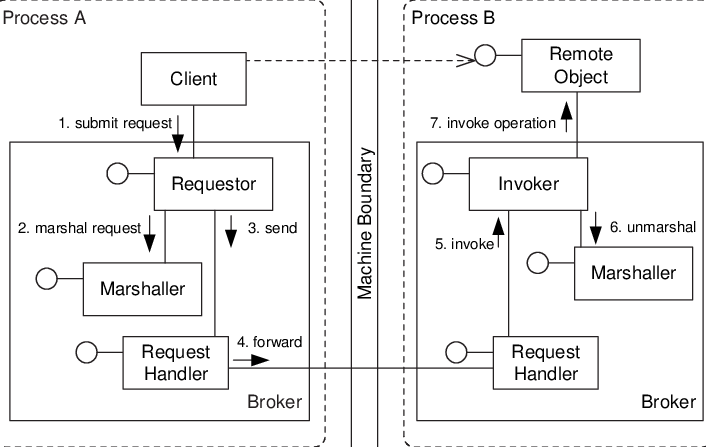 Process A
Process B
Client
Remote
Object
1. submit request
7. invoke operation
Requestor
Invoker
2. marshal request
3. send
5. invoke
6. unmarshal
Marshaller
Marshaller
4. forward
Request
Handler
Request
Handler
Broker
Broker
Machine Boundary